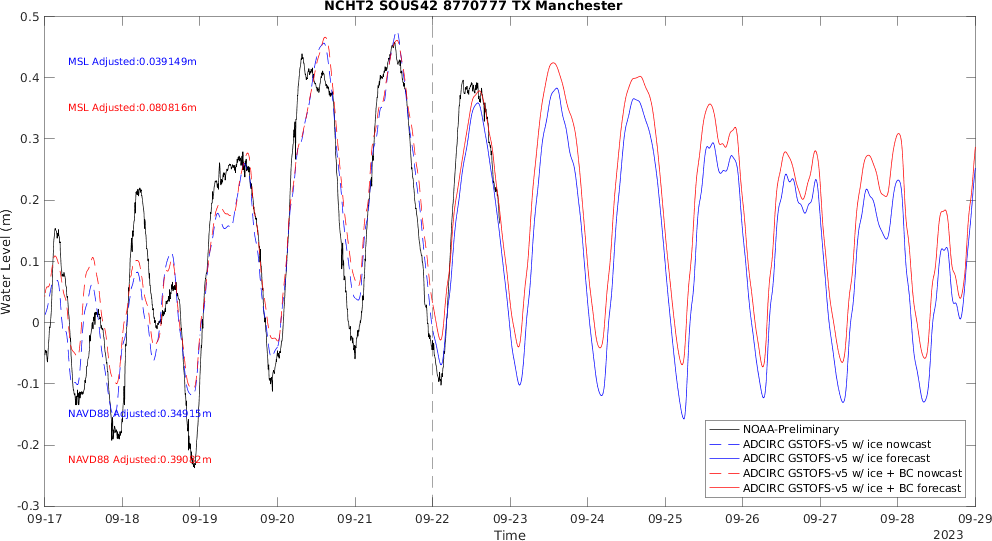 NCHT2 SOUS42 8770777 TX Manchester
0.5
0.4
0.3
0.2
0.1
0
-0.1
-0.2
-0.3
Water Level (m)
MSL Adjusted:0.039149m
MSL Adjusted:0.080816m
NAVD88 Adjusted:0.34915m
NAVD88 Adjusted:0.39082m
NOAA-Preliminary
ADCIRC GSTOFS-v5 w/ ice nowcast
ADCIRC GSTOFS-v5 w/ ice forecast
ADCIRC GSTOFS-v5 w/ ice + BC nowcast
ADCIRC GSTOFS-v5 w/ ice + BC forecast
09-17 09-18 09-19 09-20 09-21 09-22 09-23 09-24 09-25 09-26 09-27 09-28 09-29
Time
2023